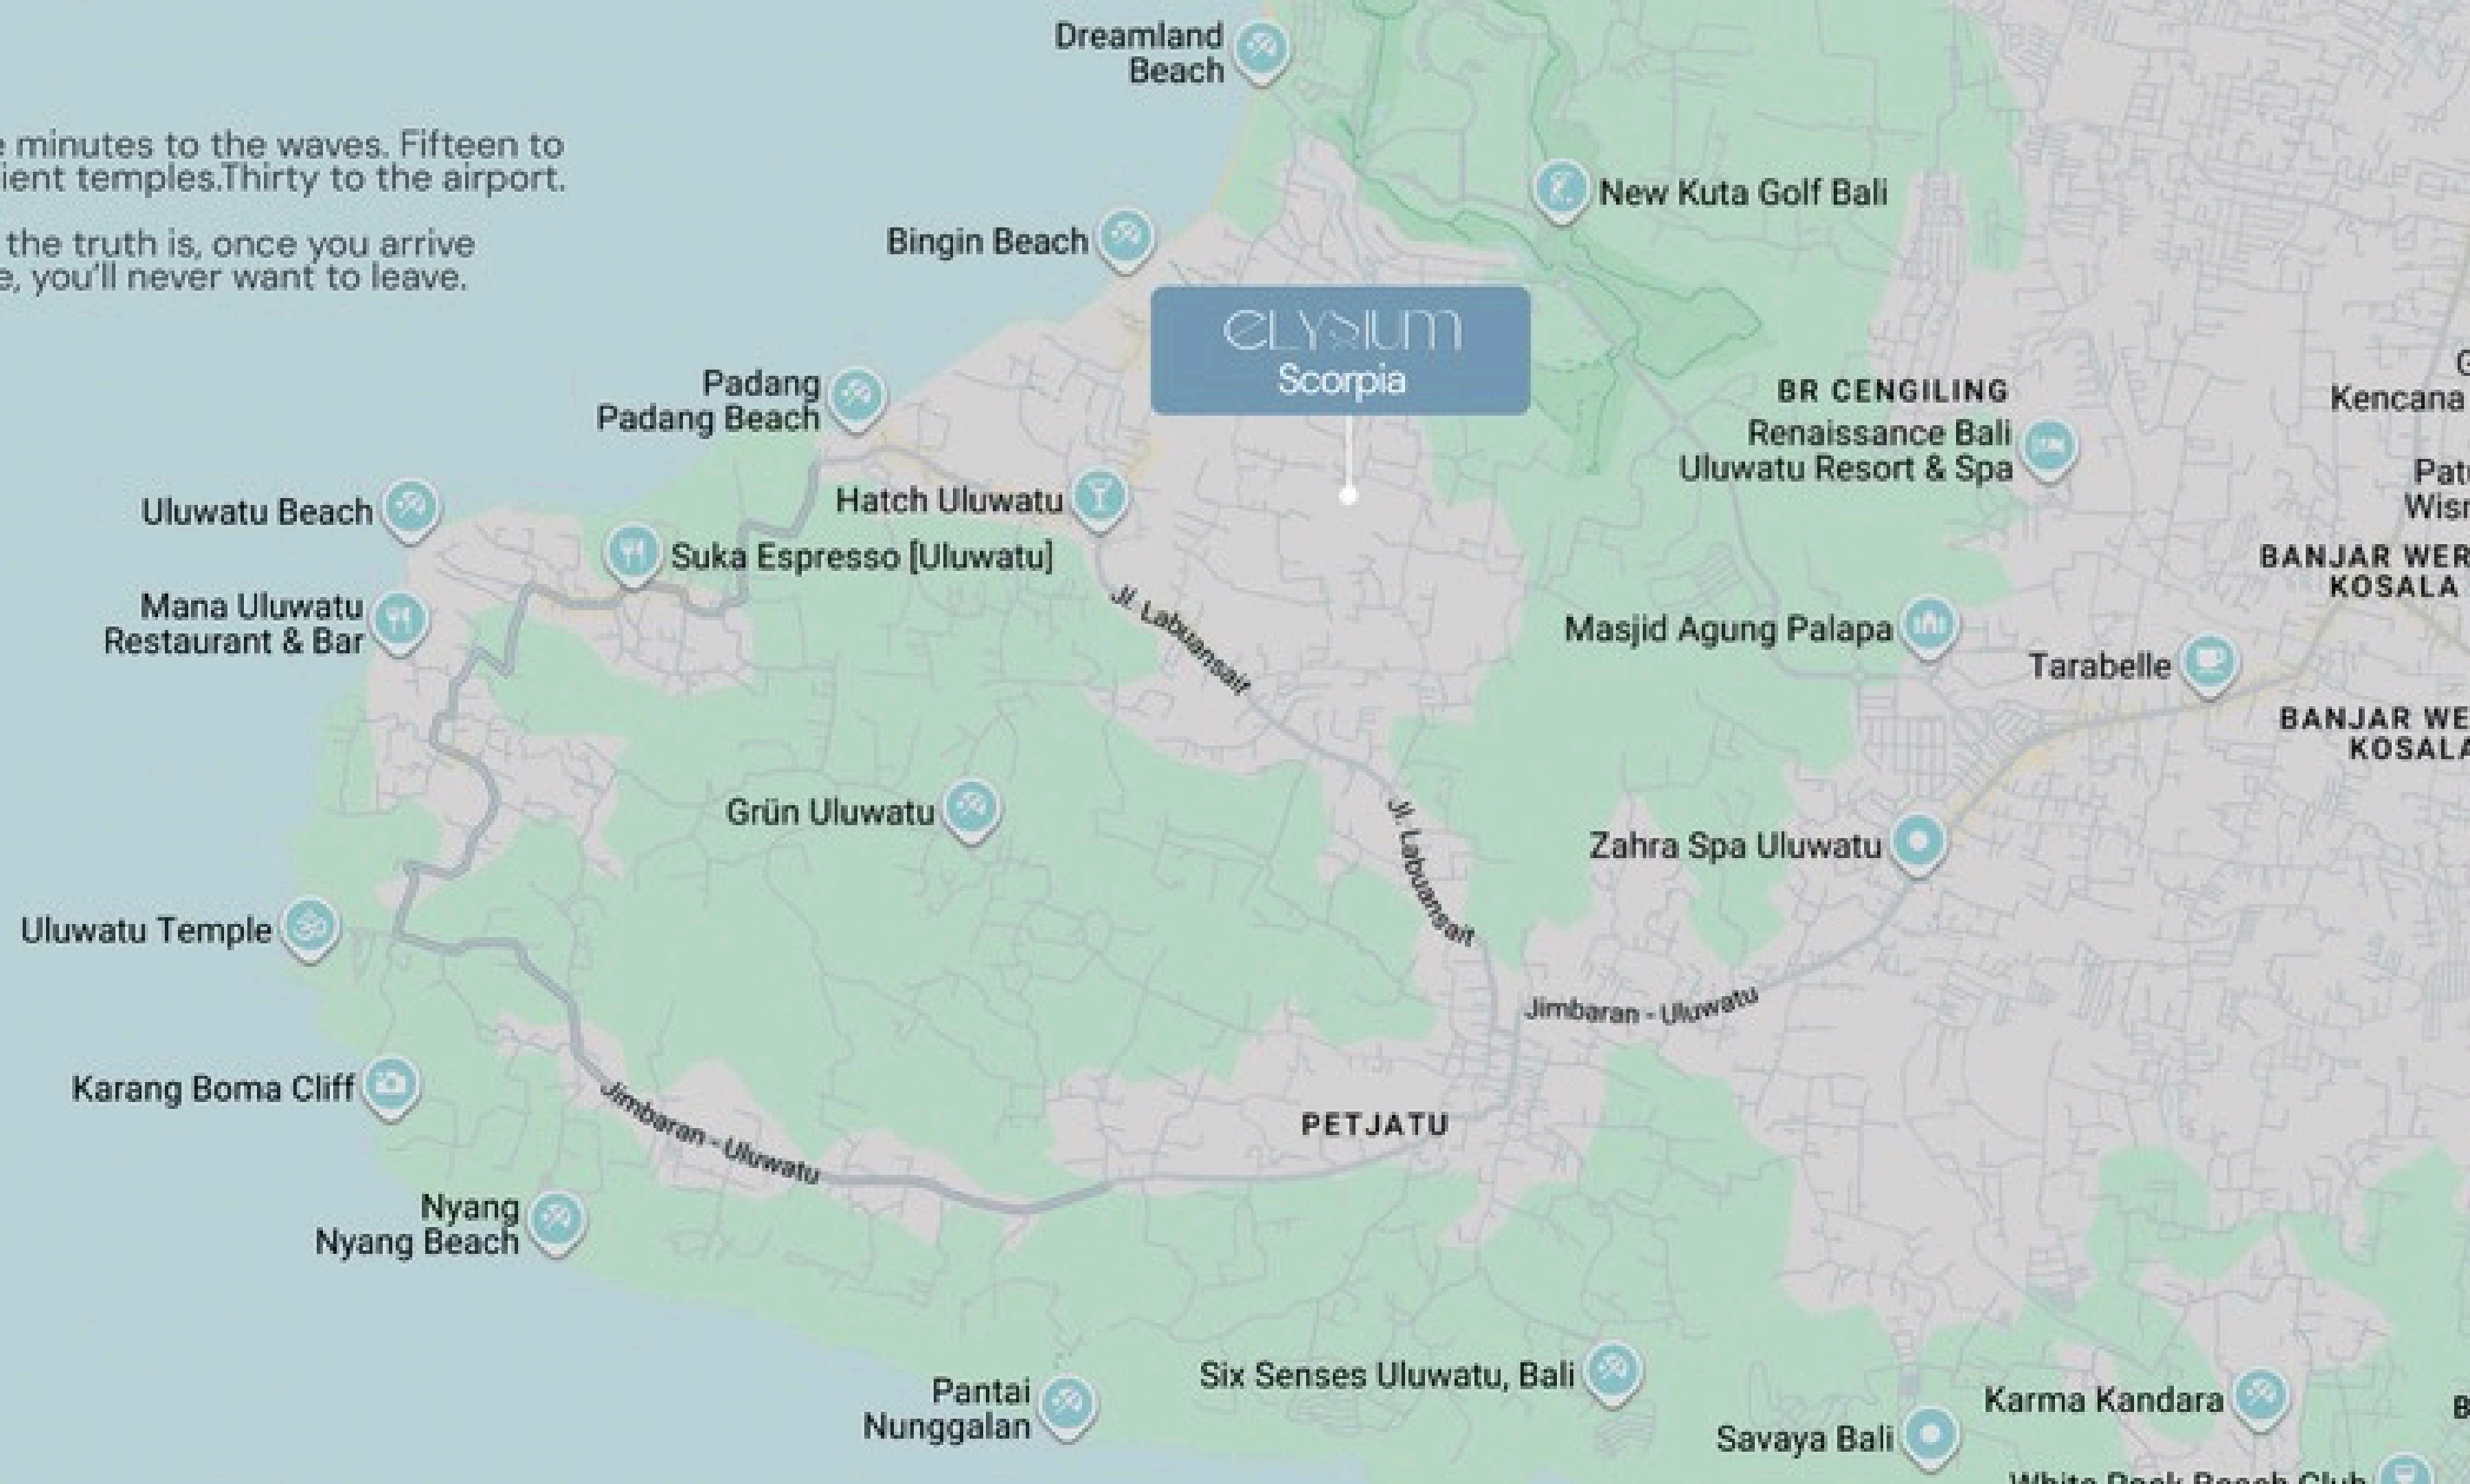 Dreamland
Beach
minutes to the waves. Fifteen to
temples.Thirty to the airport.
the truth is, once you arrive
you'll never want to leave.
New Kuta Golf Bali
Bingin Beach
ELYSIUM
Scorpia
Padang
Padang Beach
BR CENGILING
Renaissance Bali
Uluwatu Resort & Spa
Kencana
Uluwatu Beach
Hatch Uluwatu
Suka Espresso [Uluwatu]
BANJAR WER
KOSALA
Mana Uluwatu
Restaurant & Bar
Jl. Labuansait
Masjid Agung Palapa
Tarabelle
BANJAR WE
KOSALA
Grün Uluwatu
Jl. Labuansait
Zahra Spa Uluwatu
Uluwatu Temple
Jimbaran - Uluwatu
Karang Boma Cliff
Jimbaran - Uluwatu
PETJATU
Nyang
Nyang Beach
Pantai
Nunggalan
Six Senses Uluwatu, Bali
Karma Kandara
Savaya Bali
White Rock Beach Club